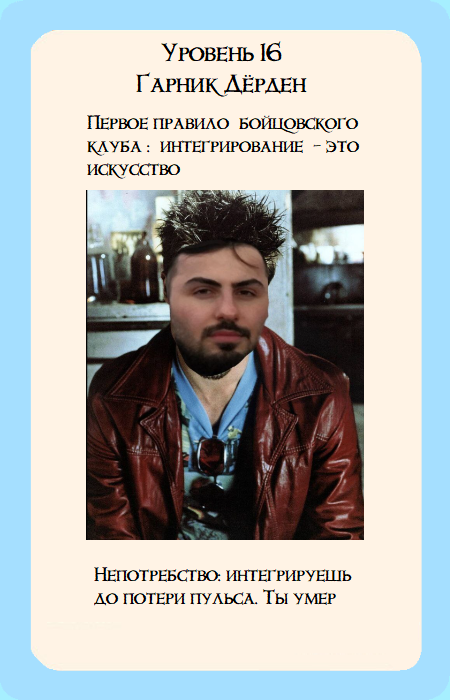 Уровень 16
Гарник Дёрден
Первое правило бойцовского
клуба : интегрирование - это
искусство
Непотребство: интегрируешь
до потери пульса. Ты умер